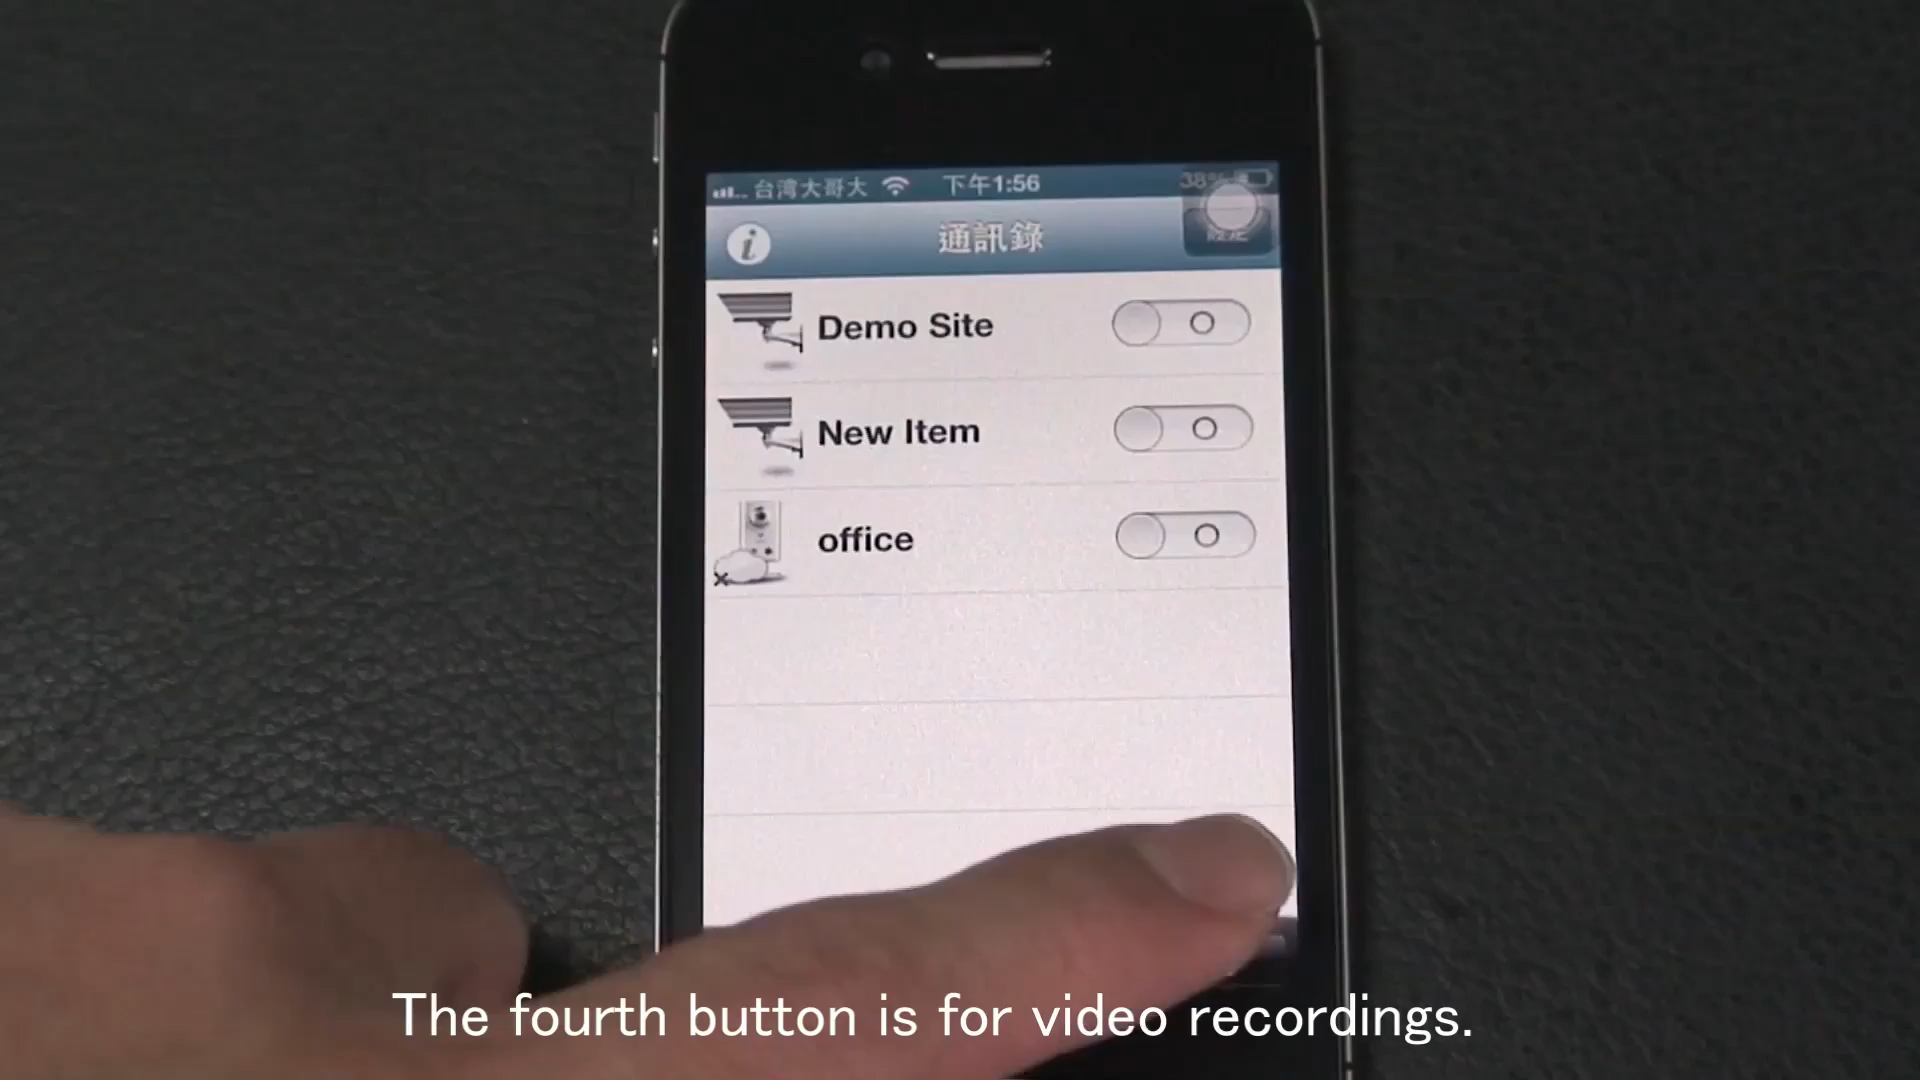 台湾大哥大 下午1:56 38%
通訊錄
Demo Site
New Item
office
The fourth button is for video recordings.